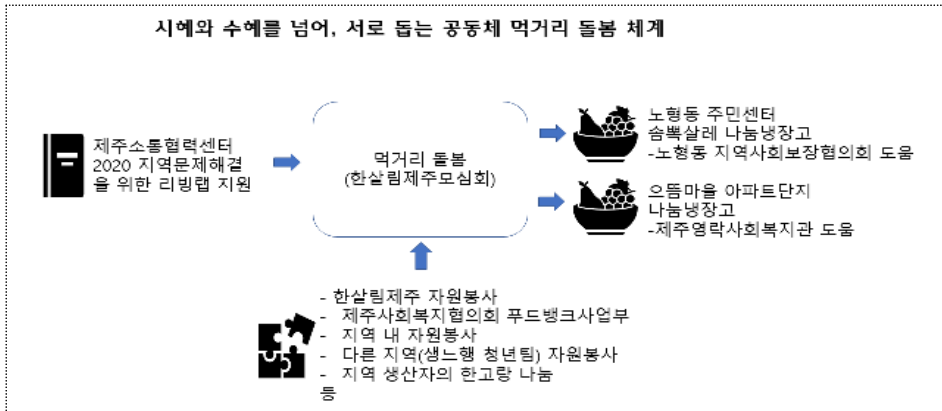 시혜와 수혜를 넘어, 서로 돕는 공동체 먹거리 돌봄 체계
제주소통협력센터
2020 지역문제해결
을 위한 리빙랩 지원
먹거리 돌봄
(한살림제주모심회)
노형동 주민센터
솜뽁살레 나눔냉장고
-노형동 지역사회보장협의회 도움
으뜸마을 아파트단지
나눔냉장고
-제주영락사회복지관 도움
- 한살림제주 자원봉사
- 제주사회복지협의회 푸드뱅크사업부
- 지역 내 자원봉사
- 다른 지역(생느행 청년팀) 자원봉사
- 지역 생산자의 한고랑 나눔
등